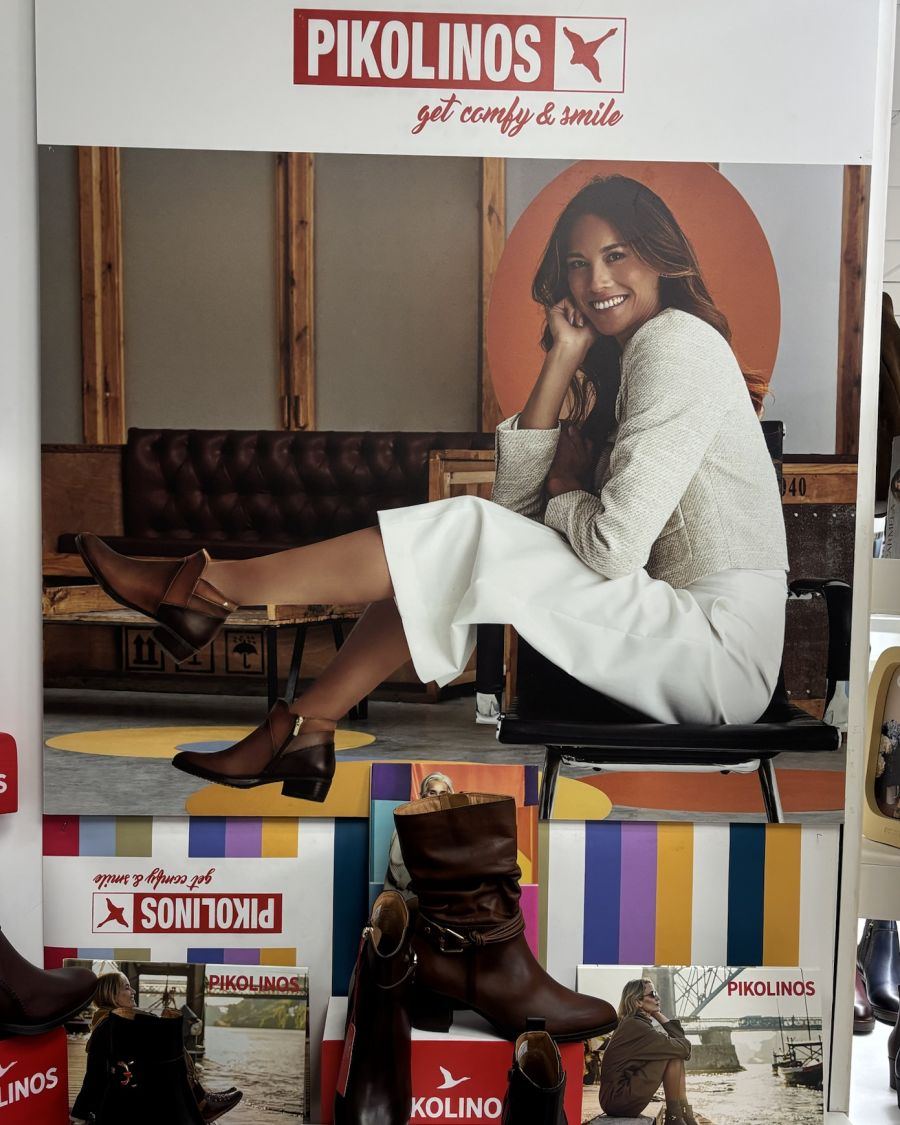 PIKOLINOS
get comfy & smile
040
S
get comfy & smile
PIKOLINOS
PIKOLINOS
PIKOLINOS
LINOS
KOLINO